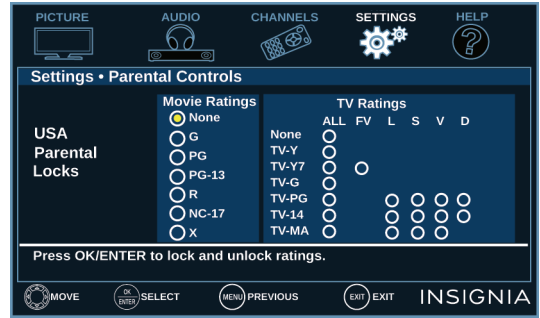 PICTURE AUDIO CHANNELS SETTINGS HELP
Settings • Parental Controls
Movie Ratings TV Ratings
ALL FV L S V D
USA
Parental
Locks
None
G
PG
PG-13
R
NC-17
X
None
TV-Y
TV-Y7
TV-G
TV-PG
TV-14
TV-MA
Press OK/ENTER to lock and unlock ratings.
MOVE OK ENTER SELECT MENU PREVIOUS EXIT EXIT INSIGNIA